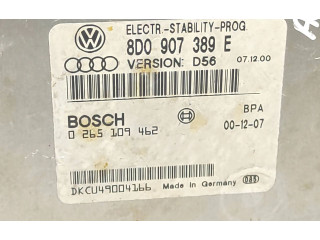 ELECTR.-STABILITY-PROG.
8D0 907 389 E
VERSION: D56 07.12.00
BOSCH BPA
0 265 109 462 00-12-07
DKCU49004166 Made in Germany